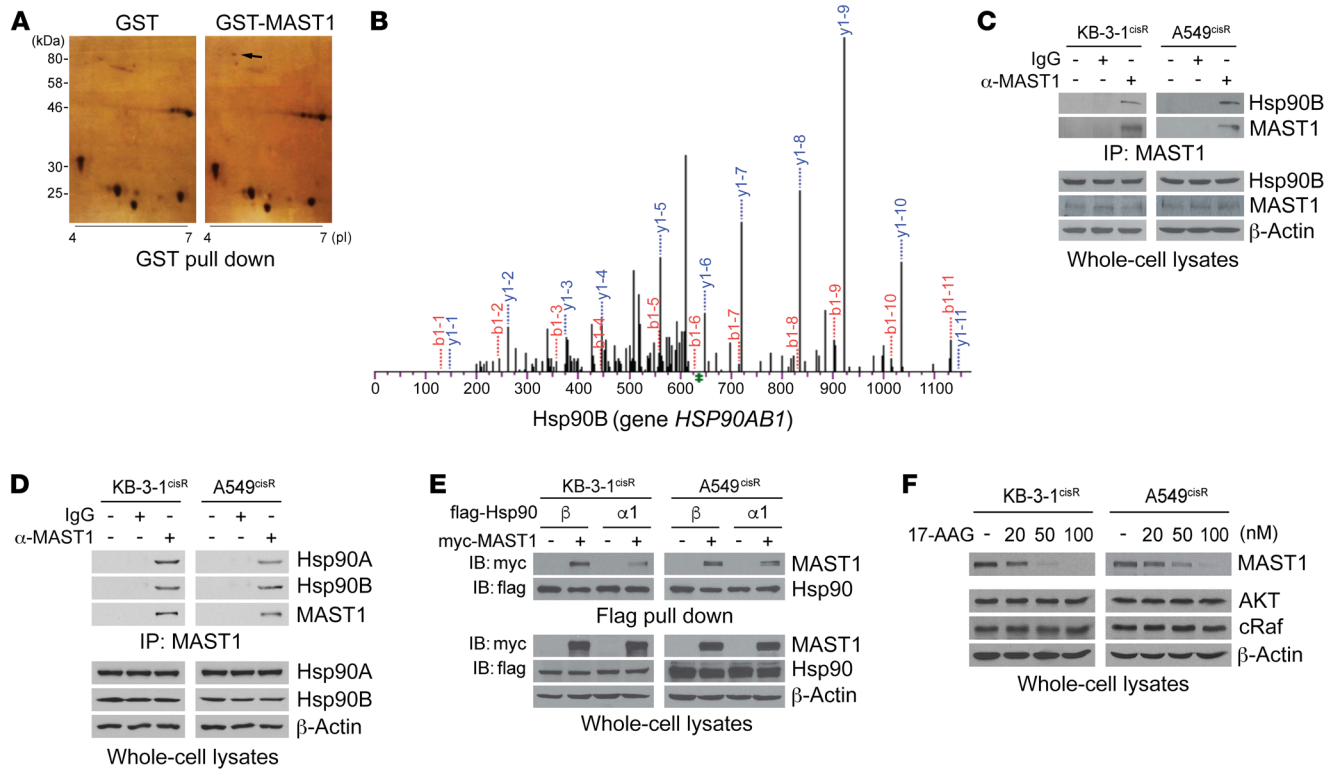 A
GST GST-MAST1
(kDa)
80
58
46
30
25
4 7 4 7 (pI)
GST pull down
B
b1-1 y1-1 b1-2 y1-2 b1-3 y1-3 b1-4 y1-4 b1-5 y1-5 b1-6 y1-6 b1-7 y1-7 b1-8 y1-8 b1-9 y1-9 b1-10 y1-10 b1-11 y1-11
0 100 200 300 400 500 600 700 800 900 1000 1100
Hsp90B (gene HSP90AB1)
C
KB-3-1cisR A549cisR
IgG - + - - + -
α-MAST1 - - + - - +
Hsp90B
MAST1
IP: MAST1
Hsp90B
MAST1
β-Actin
Whole-cell lysates
D
KB-3-1cisR A549cisR
IgG - + - - + -
α-MAST1 - - + - - +
Hsp90A
Hsp90B
MAST1
IP: MAST1
Hsp90A
Hsp90B
β-Actin
Whole-cell lysates
E
KB-3-1cisR A549cisR
flag-Hsp90 β α1 β α1
myc-MAST1 - + - + - + - +
IB: myc MAST1
IB: flag Hsp90
Flag pull down
IB: myc MAST1
IB: flag Hsp90
β-Actin
Whole-cell lysates
F
KB-3-1cisR A549cisR
17-AAG - 20 50 100 - 20 50 100 (nM)
MAST1
AKT
cRaf
β-Actin
Whole-cell lysates